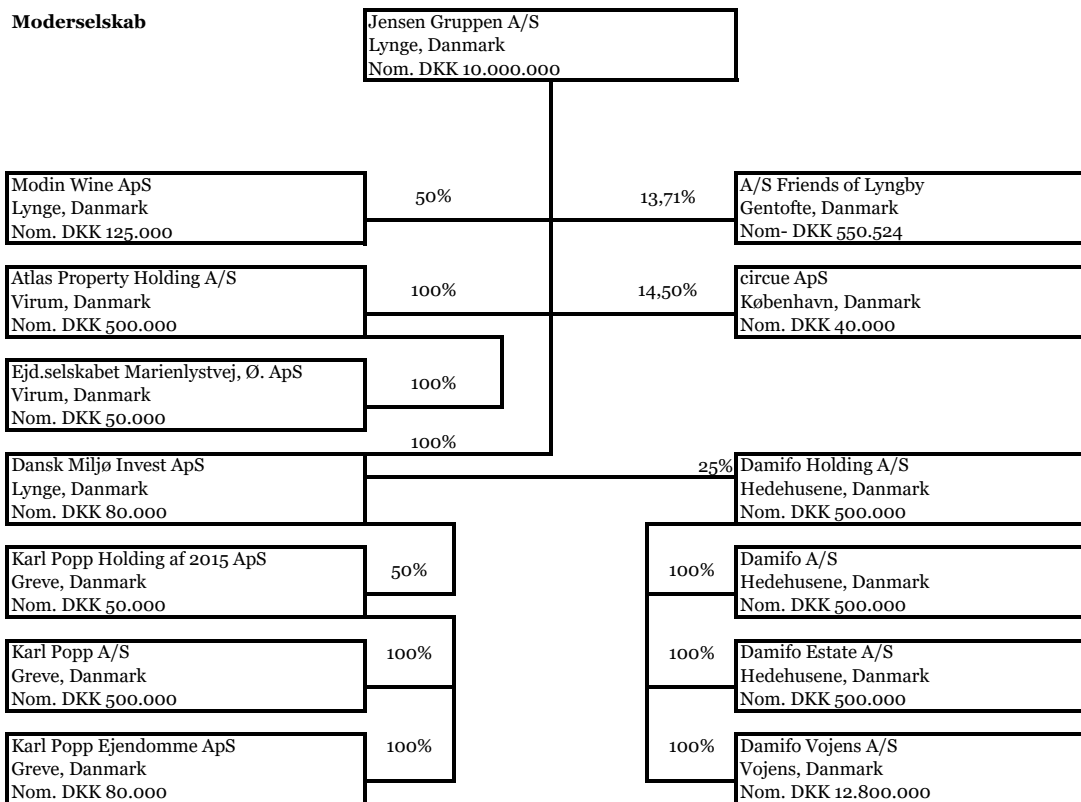 Moderselskab
Jensen Gruppen A/S
Lynge, Danmark
Nom. DKK 10.000.000
Modin Wine ApS
Lynge, Danmark
Nom. DKK 125.000
50%
13,71%
A/S Friends of Lyngby
Gentofte, Danmark
Nom- DKK 550.524
Atlas Property Holding A/S
Virum, Danmark
Nom. DKK 500.000
100%
14,50%
circue ApS
København, Danmark
Nom. DKK 40.000
Ejd.selskabet Marienlystvej, Ø. ApS
Virum, Danmark
Nom. DKK 50.000
100%
100%
Dansk Miljø Invest ApS
Lynge, Danmark
Nom. DKK 80.000
25%
Damifo Holding A/S
Hedehusene, Danmark
Nom. DKK 500.000
Karl Popp Holding af 2015 ApS
Greve, Danmark
Nom. DKK 50.000
50%
100%
Damifo A/S
Hedehusene, Danmark
Nom. DKK 500.000
Karl Popp A/S
Greve, Danmark
Nom. DKK 500.000
100%
100%
Damifo Estate A/S
Hedehusene, Danmark
Nom. DKK 500.000
Karl Popp Ejendomme ApS
Greve, Danmark
Nom. DKK 80.000
100%
100%
Damifo Vojens A/S
Vojens, Danmark
Nom. DKK 12.800.000